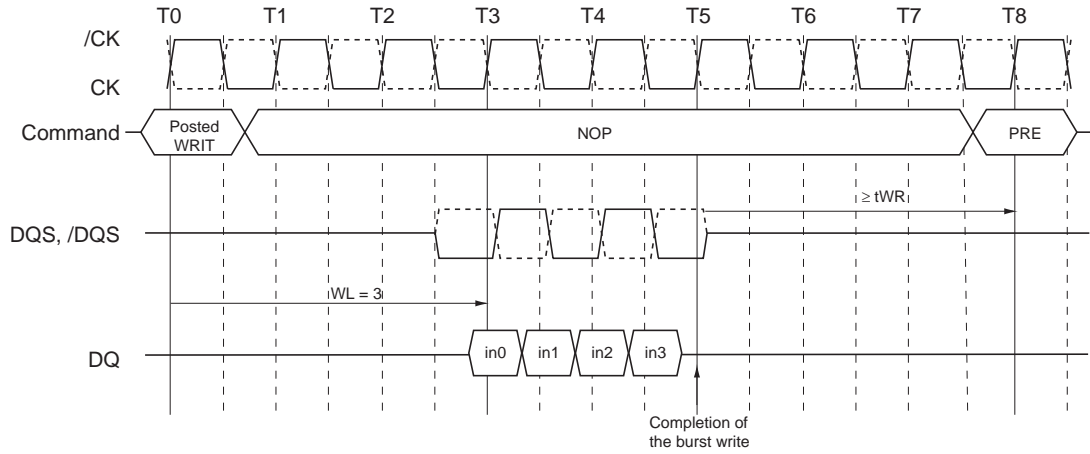 T0 T1 T2 T3 T4 T5 T6 T7 T8
/CK
CK
Command
Posted
WRIT
NOP
PRE
≥ tWR
DQS, /DQS
WL = 3
DQ
in0 in1 in2 in3
Completion of
the burst write